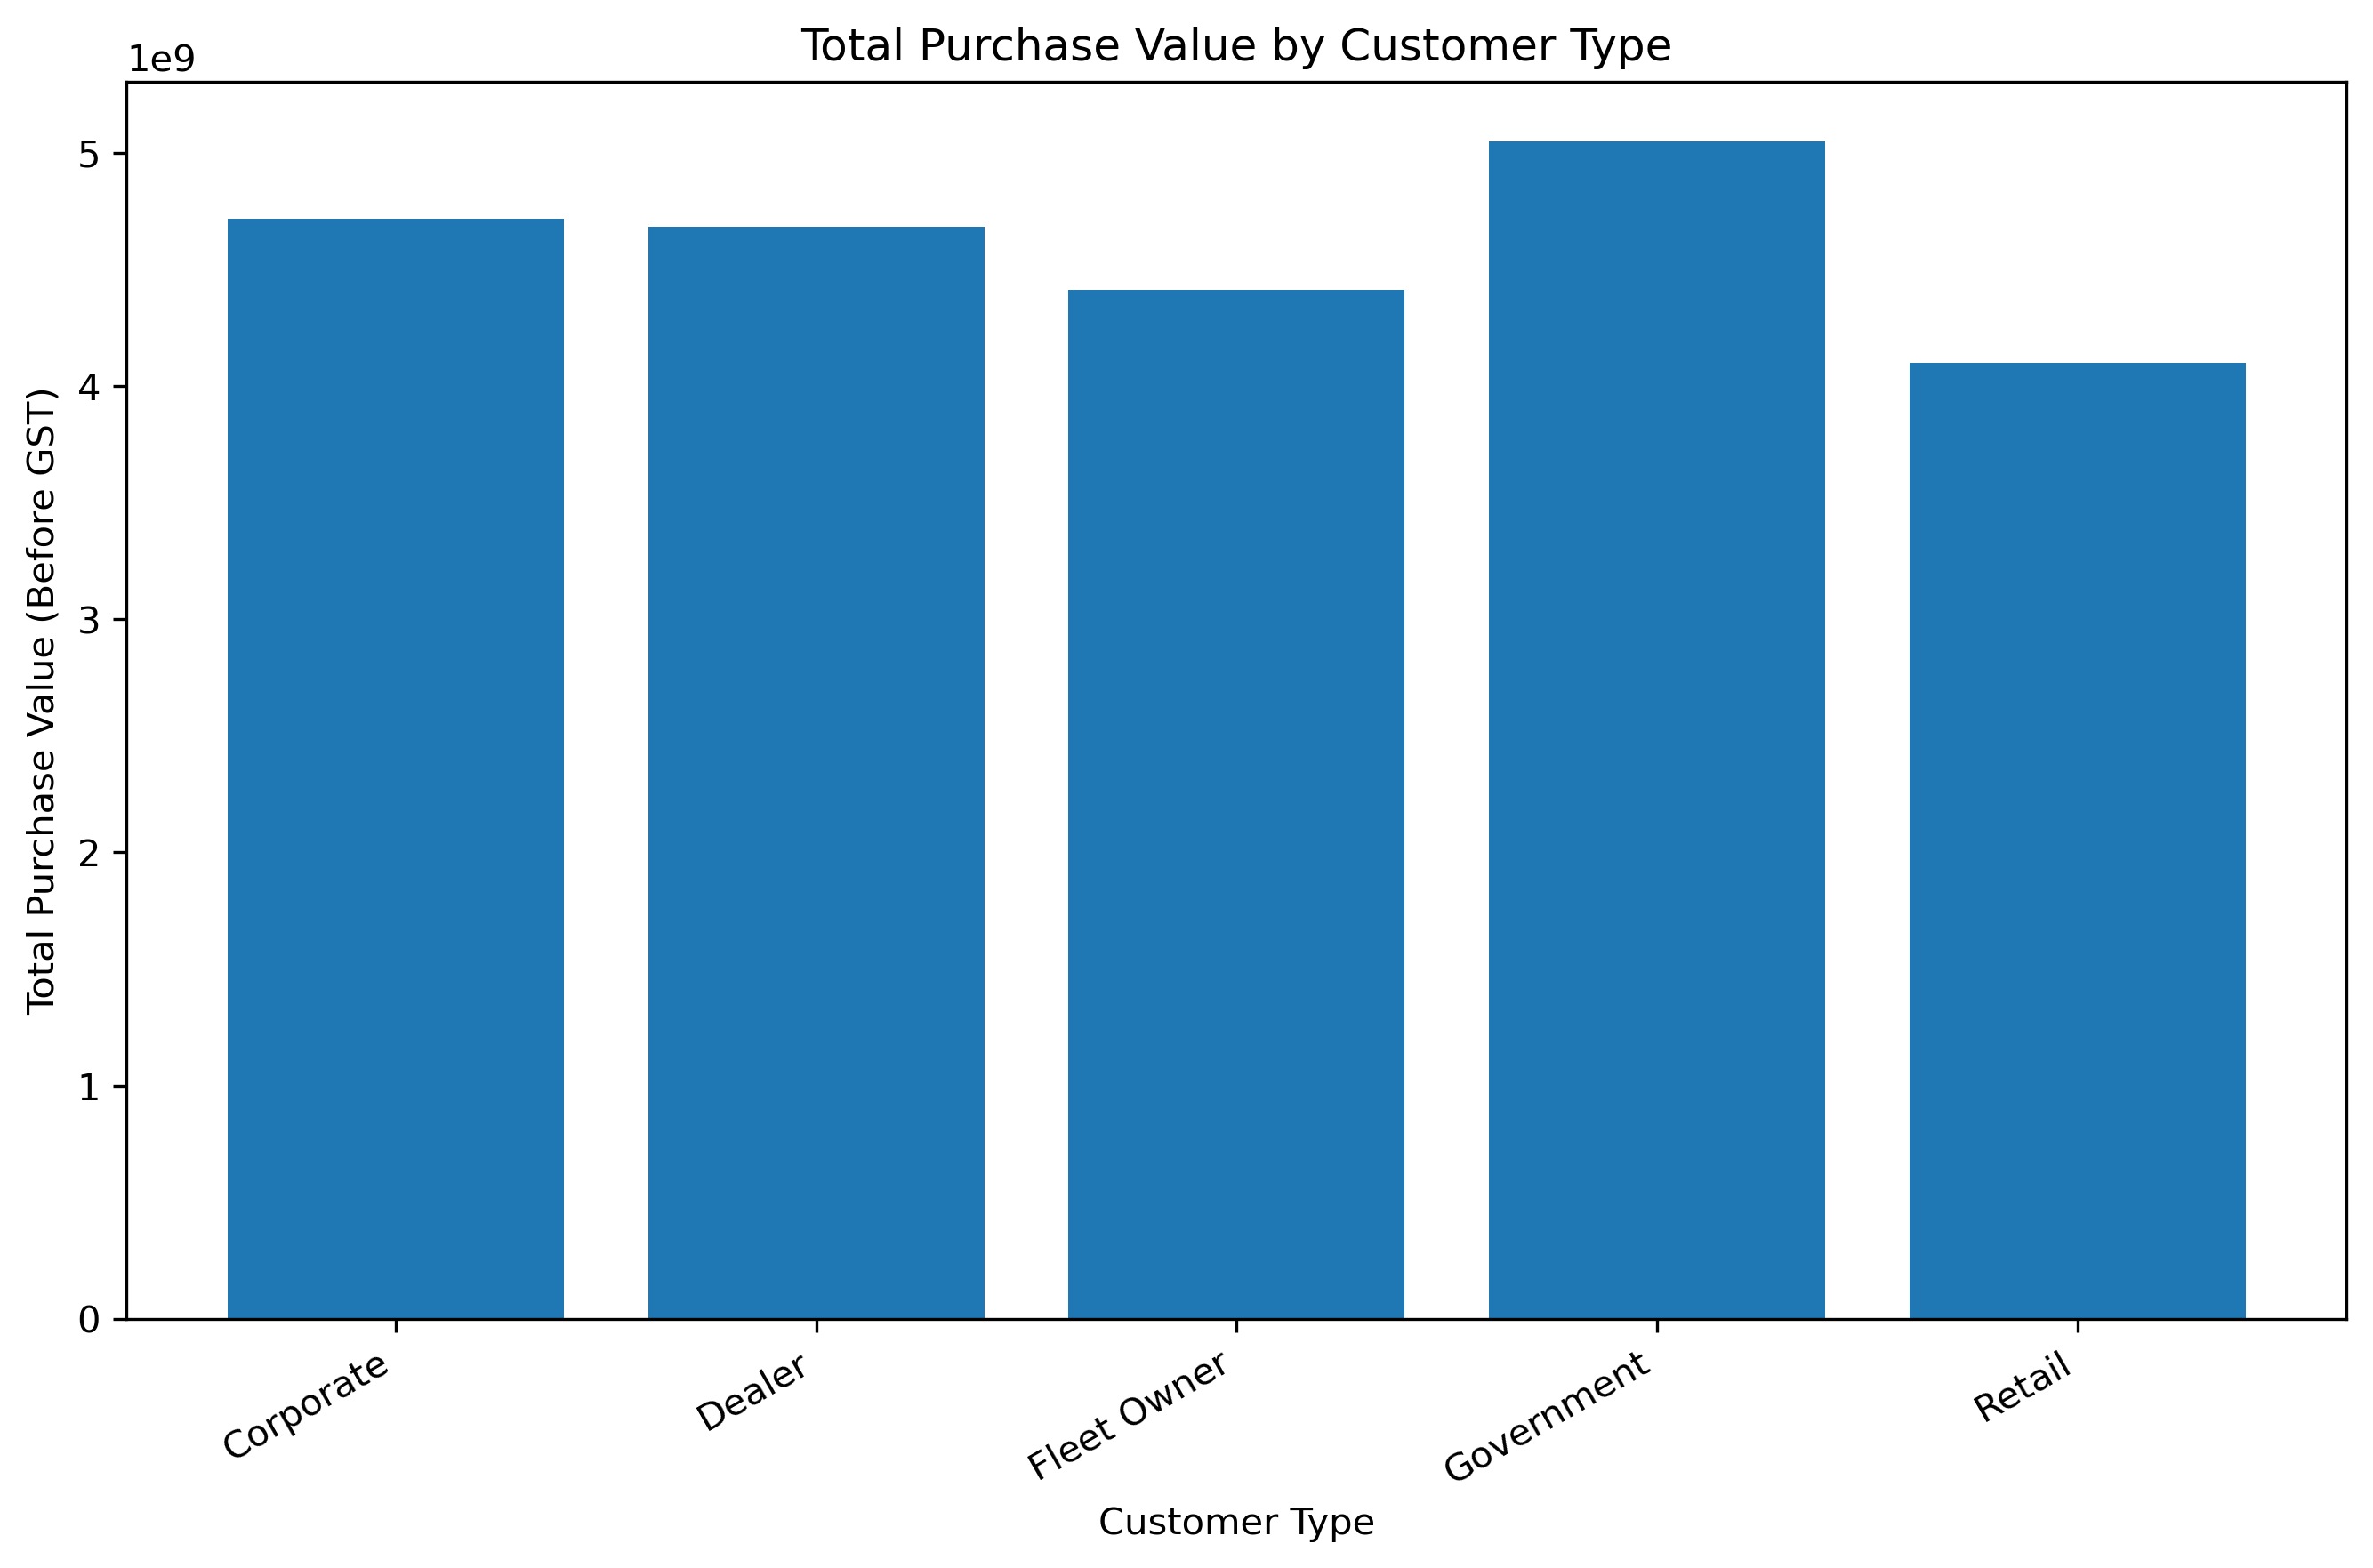 Total Purchase Value by Customer Type
1e9
5
4
3
2
1
0
Total Purchase Value (Before GST)
Corporate
Dealer
Fleet Owner
Government
Retail
Customer Type